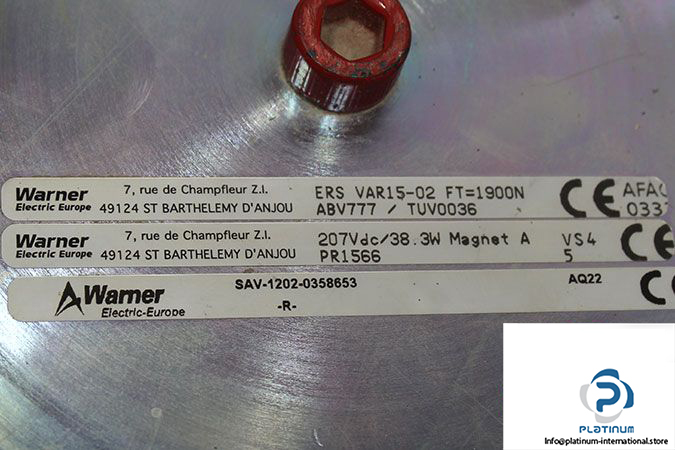 Warner
Electric Europe
7, rue de Champfleur Z.I.
49124 ST BARTHELEMY D'ANJOU
ERS VAR15-02 FT=1900N
ABV777 / TUV0036
CE
AFAQ
033
Warner
Electric Europe
7, rue de Champfleur Z.I.
49124 ST BARTHELEMY D'ANJOU
207Vdc/38.3W Magnet A
PR1566
VS4
5
Warner
Electric-Europe
SAV-1202-0358653
-R-
AQ22
PLATINUM
Info@platinum-international.store